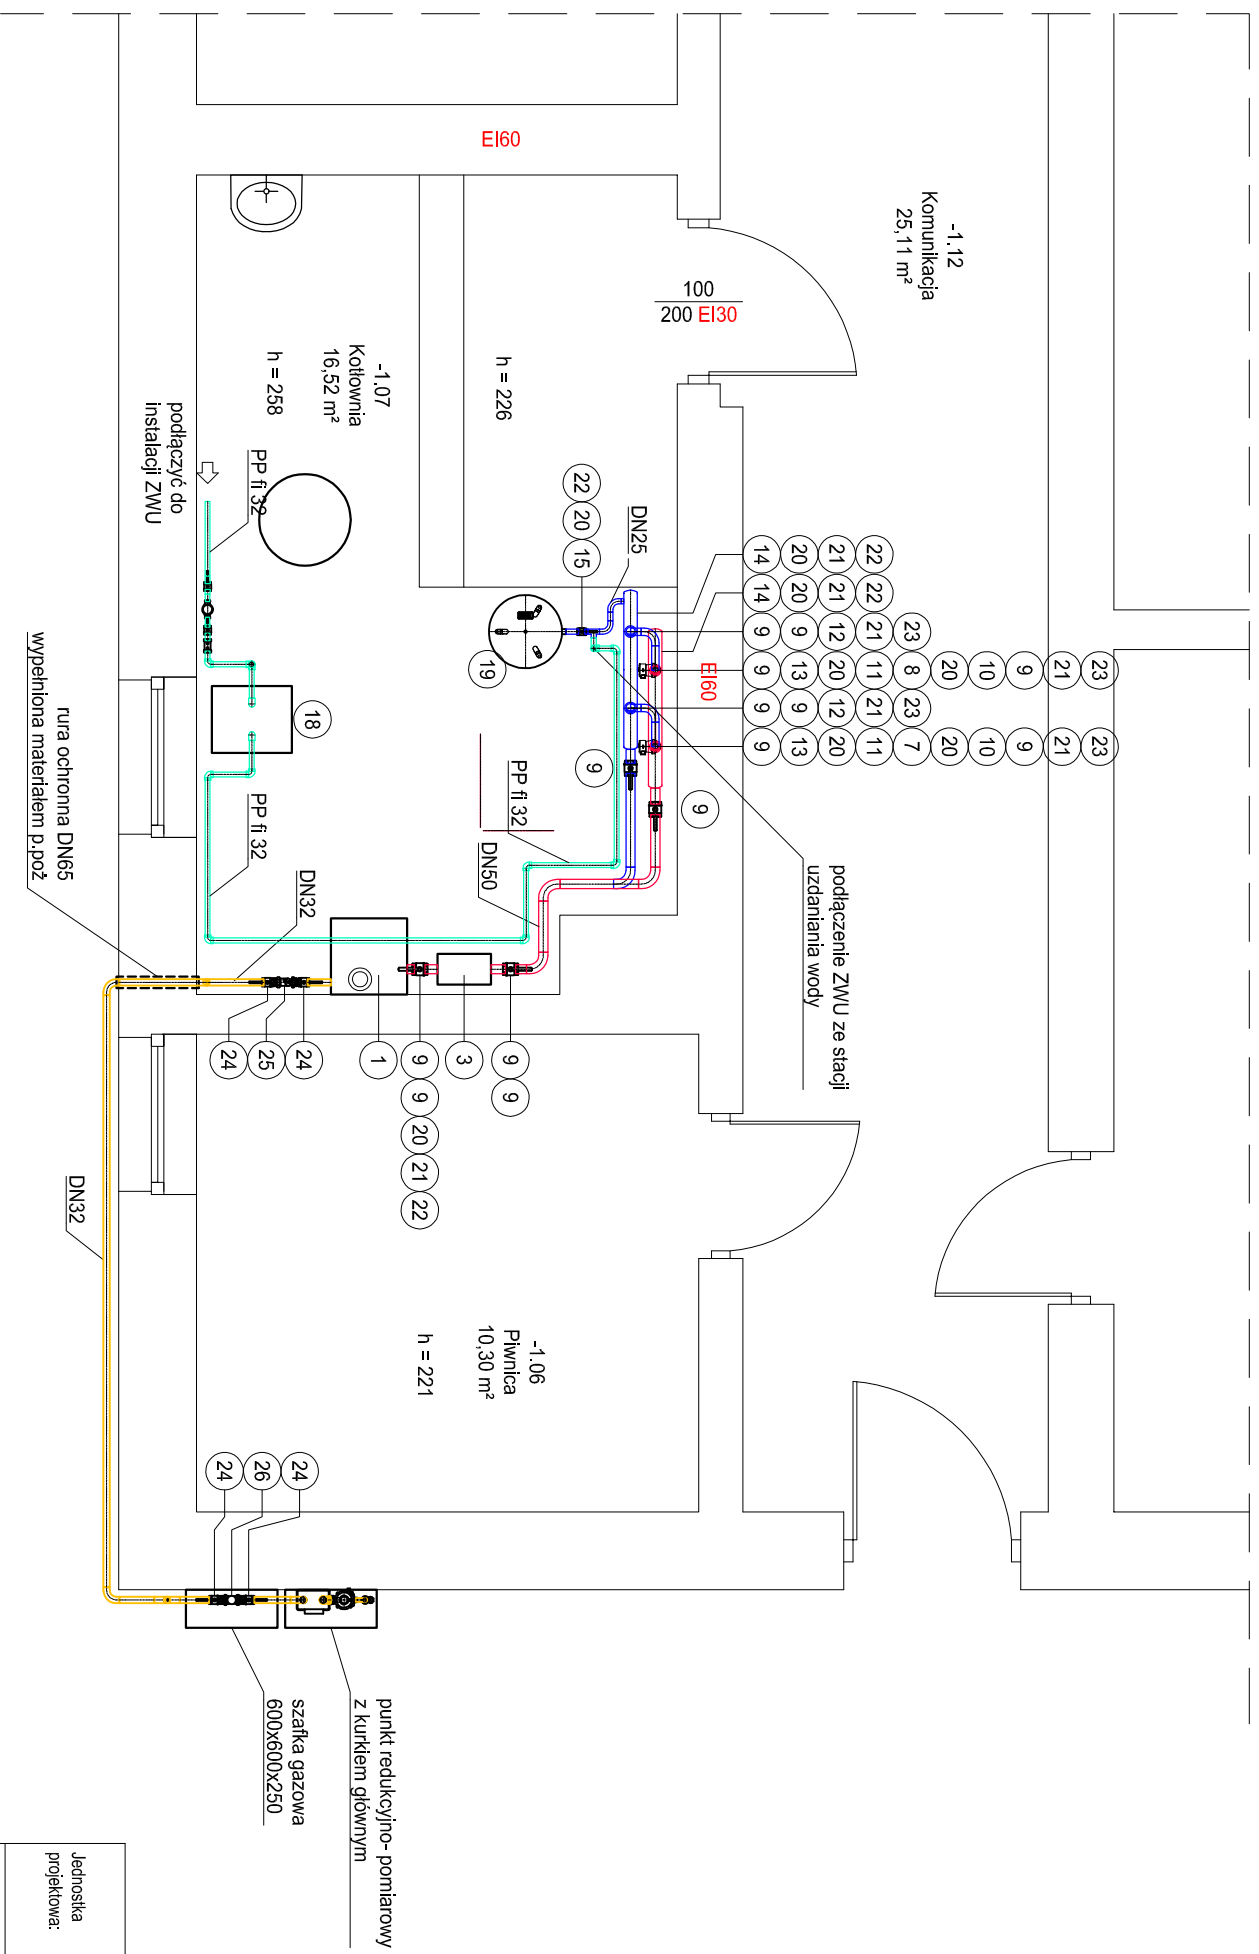 EI60
-1.12
Komunikacja
25,11 m²
100
200 EI30
h = 226
-1.07
Kotłownia
16,52 m²
h = 258
podłączyć do
instalacji ZWU
PP fi 32
22 20 15
DN25
14 20 21 22
14 20 21 22
9 9 12 21 23
9 13 20 11 8 20 10 9 21 23
9 9 12 21 23
9 13 20 11 7 20 10 9 21 23
EI60
19
18
9
9
PP fi 32
PP fi 32
DN50
DN32
podłączenie ZWU ze stacji
uzdaniania wody
rura ochronna DN65
wypełniona materiałem p.poż
24
25
24
1
9 9 20 21 22
3
9 9
DN32
-1.06
Piwnica
10,30 m²
h = 221
24
26
24
punkt redukcyjno- pomiarowy
z kurkiem głównym
szafka gazowa
600x600x250
Jednostka
projektowa: